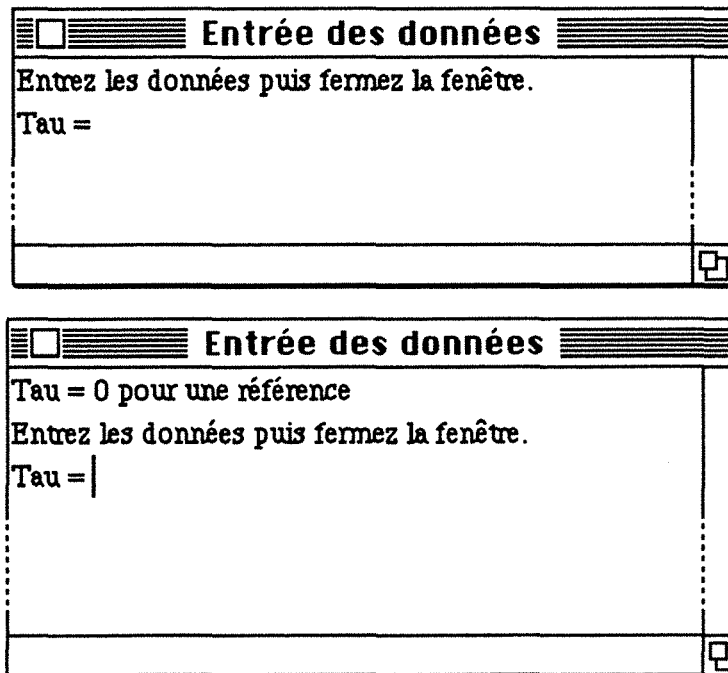 Entrée des données
Entrez les données puis fermez la fenêtre.
Tau =
Entrée des données
Tau = 0 pour une référence
Entrez les données puis fermez la fenêtre.
Tau =